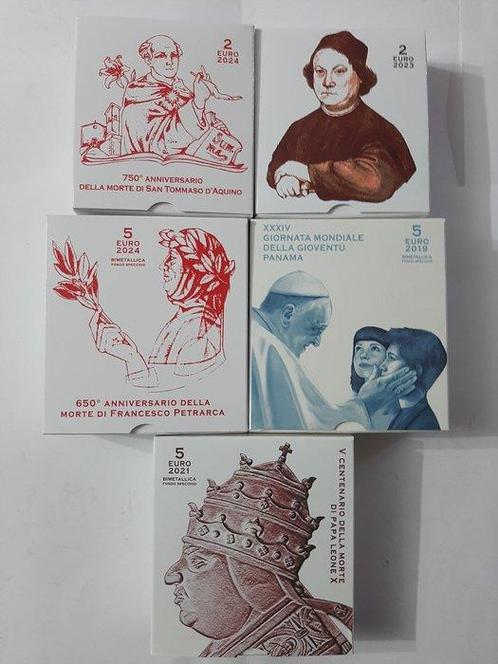 2
EURO
2024
Summa
750° ANNIVERSARIO
DELLA MORTE DI SAN TOMMASO D'AQUINO
2
EURO
2023
5
EURO
2024
BIMETALLICA
FONDO SPECCHIO
650° ANNIVERSARIO DELLA
MORTE DI FRANCESCO PETRARCA
XXXIV
GIORNATA MONDIALE
DELLA GIOVENTÙ
PANAMA
5
EURO
2019
BIMETALLICA
FONDO SPECCHIO
5
EURO
2021
BIMETALLICA
FONDO SPECCHIO
V CENTENARIO DELLA MORTE
DI PAPA LEONE X